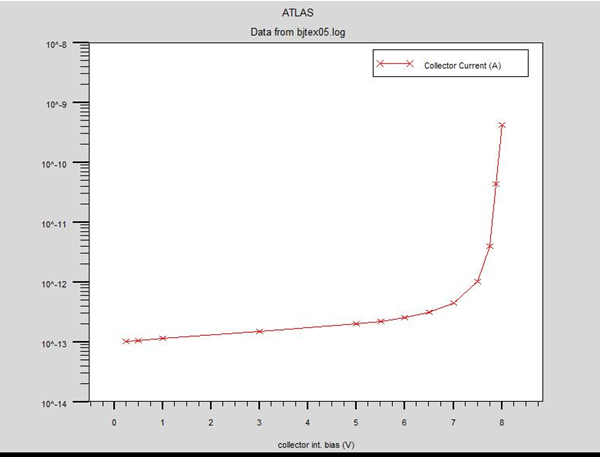 ATLAS
Data from bjtex05.log
Collector Current (A)
10^-8
10^-9
10^-10
10^-11
10^-12
10^-13
10^-14
0 1 2 3 4 5 6 7 8
collector int. bias (V)